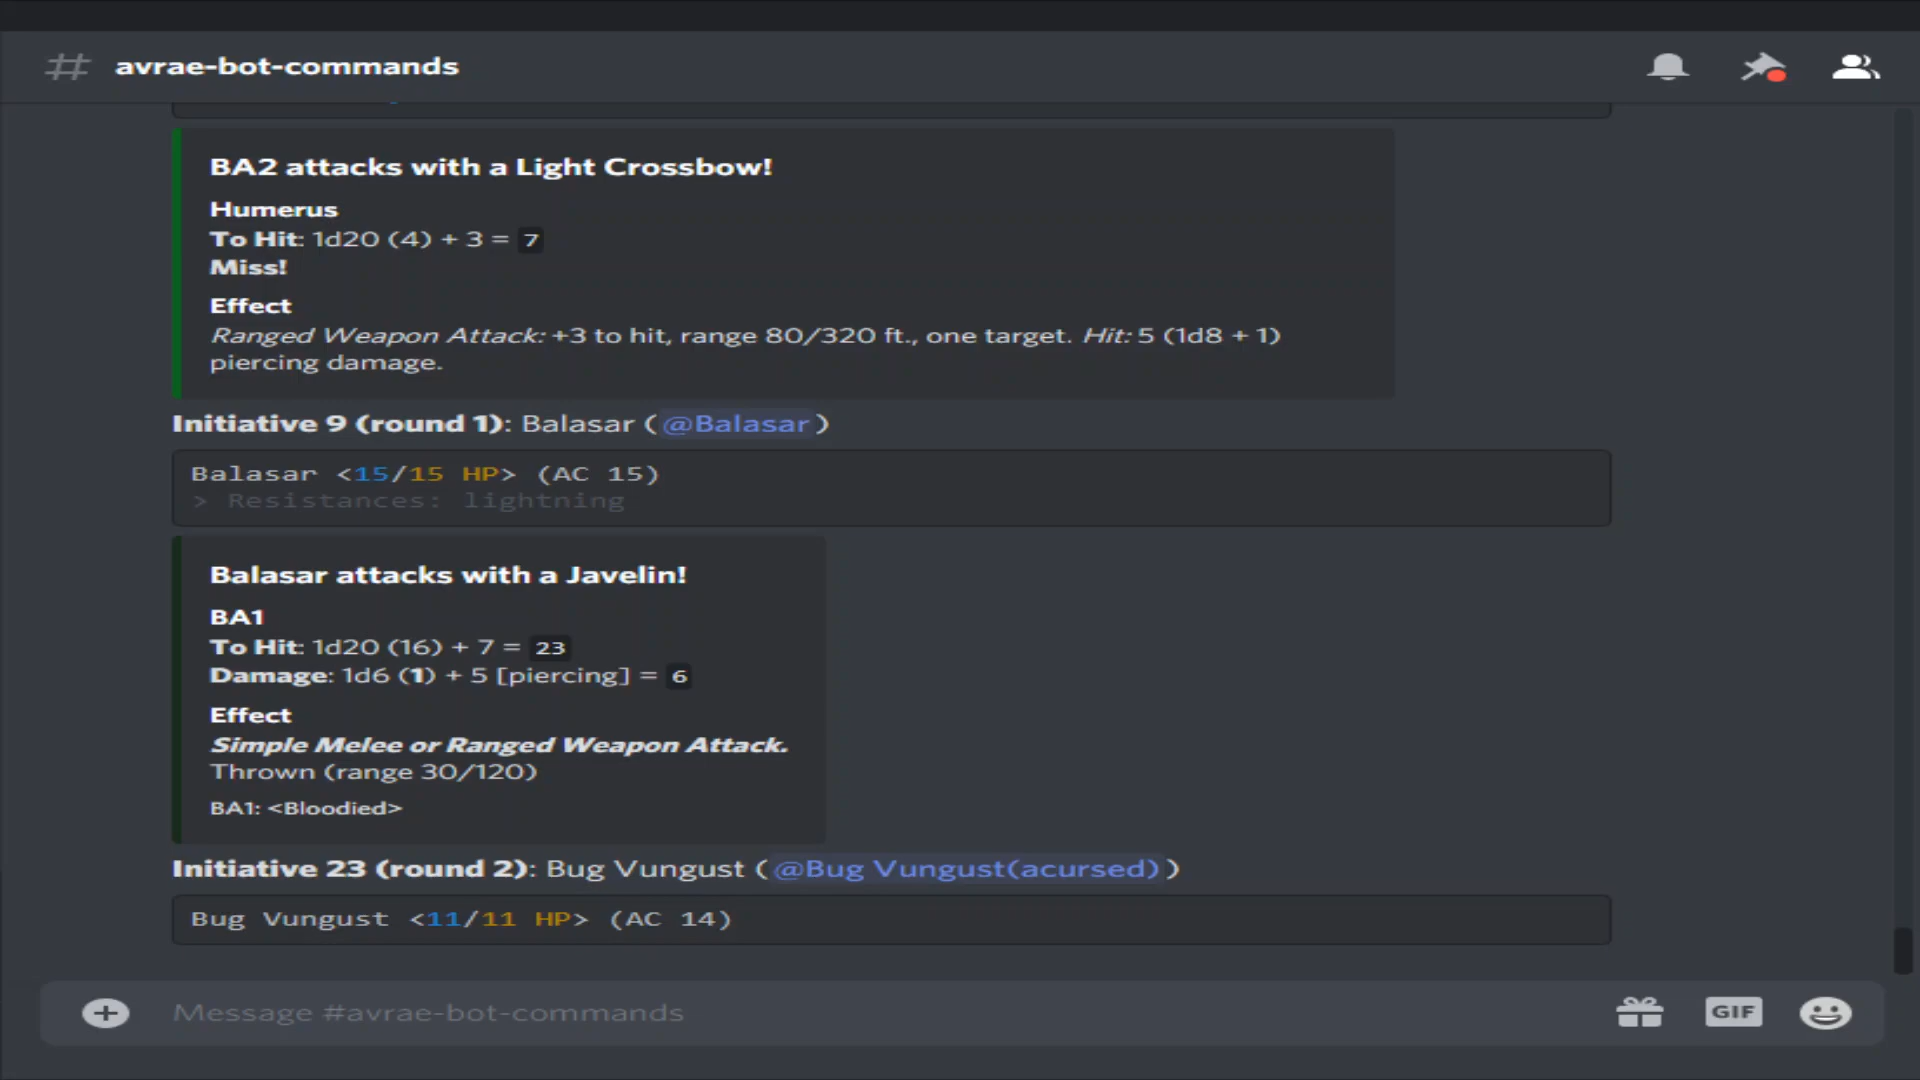 avrae-bot-commands
BA2 attacks with a Light Crossbow!
Humerus
To Hit: 1d20 (4) + 3 = 7
Miss!
Effect
Ranged Weapon Attack: +3 to hit, range 80/320 ft., one target. Hit: 5 (1d8 + 1)
piercing damage.
Initiative 9 (round 1): Balasar (@Balasar)
Balasar <15/15 HP> (AC 15)
> Resistances: lightning
Balasar attacks with a Javelin!
BA1
To Hit: 1d20 (16) + 7 = 23
Damage: 1d6 (1) + 5 [piercing] = 6
Effect
Simple Melee or Ranged Weapon Attack.
Thrown (range 30/120)
BA1: <Bloodied>
Initiative 23 (round 2): Bug Vungust (@Bug Vungust(acursed))
Bug Vungust <11/11 HP> (AC 14)
Message #avrae-bot-commands
GIF